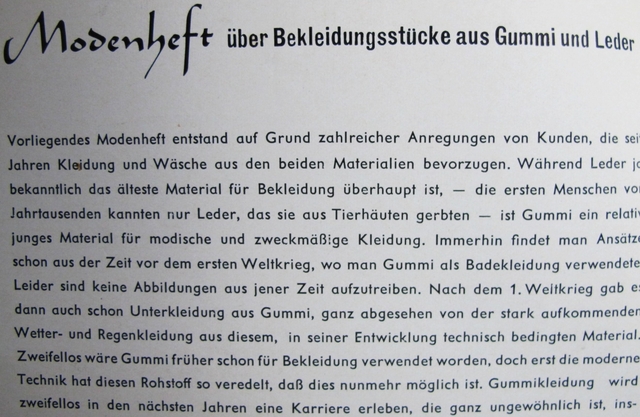 Modenheft über Bekleidungsstücke aus Gummi und Leder
Vorliegendes Modenheft entstand auf Grund zahlreicher Anregungen von Kunden, die seit
Jahren Kleidung und Wäsche aus den beiden Materialien bevorzugen. Während Leder ja
bekanntlich das älteste Material für Bekleidung überhaupt ist, — die ersten Menschen vor
Jahrtausenden kannten nur Leder, das sie aus Tierhäuten gerbten — ist Gummi ein relativ
junges Material für modische und zweckmäßige Kleidung. Immerhin findet man Ansätze
schon aus der Zeit vor dem ersten Weltkrieg, wo man Gummi als Badekleidung verwendete.
Leider sind keine Abbildungen aus jener Zeit aufzutreiben. Nach dem 1. Weltkrieg gab es
dann auch schon Unterkleidung aus Gummi, ganz abgesehen von der stark aufkommenden
Wetter- und Regenkleidung aus diesem, in seiner Entwicklung technisch bedingten Material.
Zweifellos wäre Gummi früher schon für Bekleidung verwendet worden, doch erst die moderne
Technik hat diesen Rohstoff so veredelt, daß dies nunmehr möglich ist. Gummikleidung wird
zweifellos in den nächsten Jahren eine Karriere erleben, die ganz ungewöhnlich ist, ins-